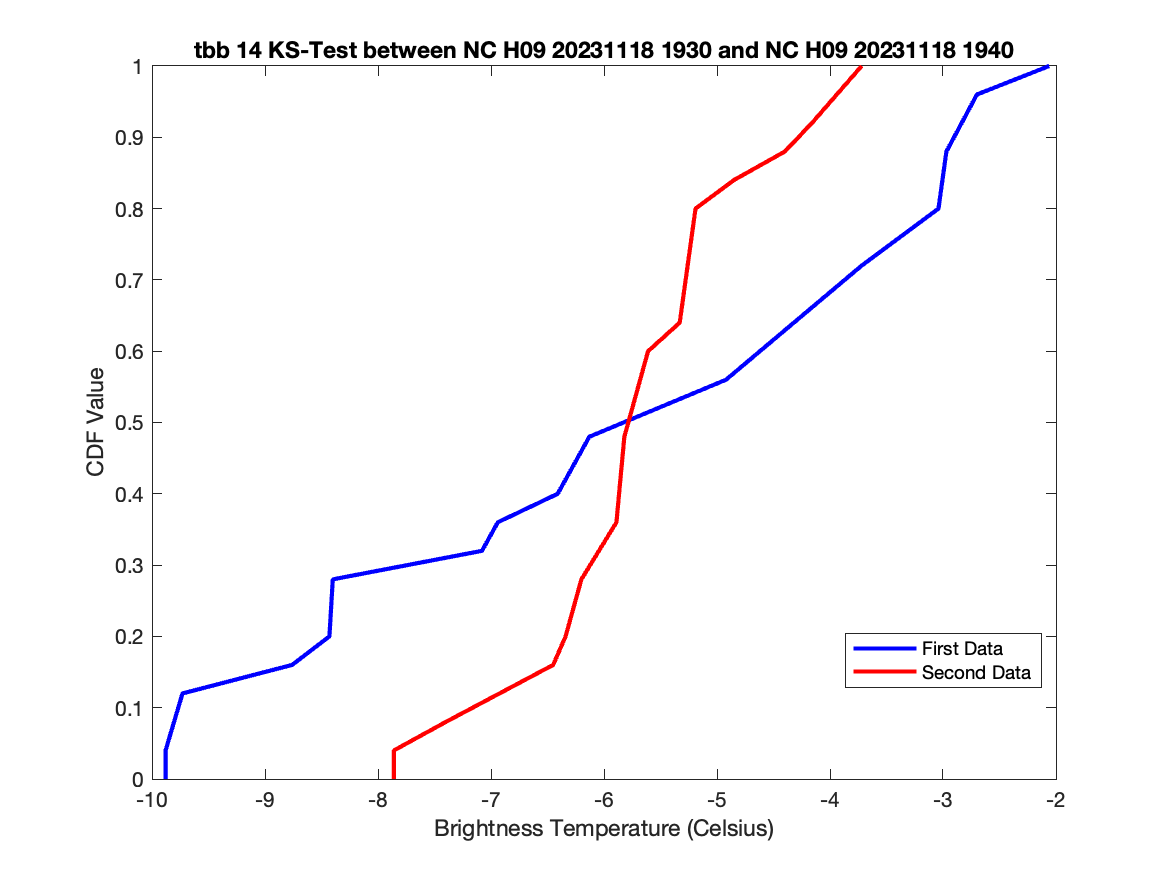 tbb 14 KS-Test between NC H09 20231118 1930 and NC H09 20231118 1940
1
0.9
0.8
0.7
0.6
0.5
0.4
0.3
0.2
0.1
0
CDF Value
First Data
Second Data
-10 -9 -8 -7 -6 -5 -4 -3 -2
Brightness Temperature (Celsius)